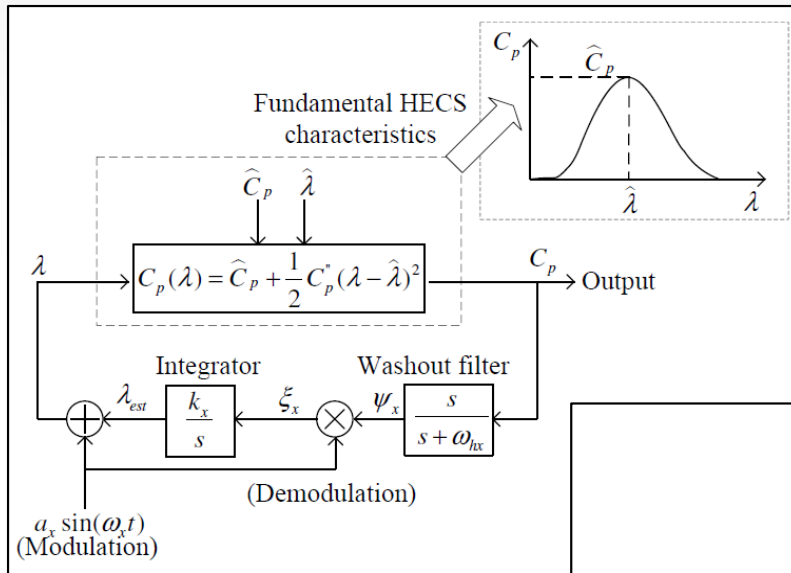 C_p
Ĉ_p
λ̂
λ
Fundamental HECS
characteristics
Ĉ_p λ̂
λ
C_p(λ) = Ĉ_p + 1/2 C_p'' (λ - λ̂)²
C_p
Output
Integrator
Washout filter
λ_est
k_x / s
ξ_x
ψ_x
s / (s + ω_hx)
(Demodulation)
a_x sin(ω_x t)
(Modulation)